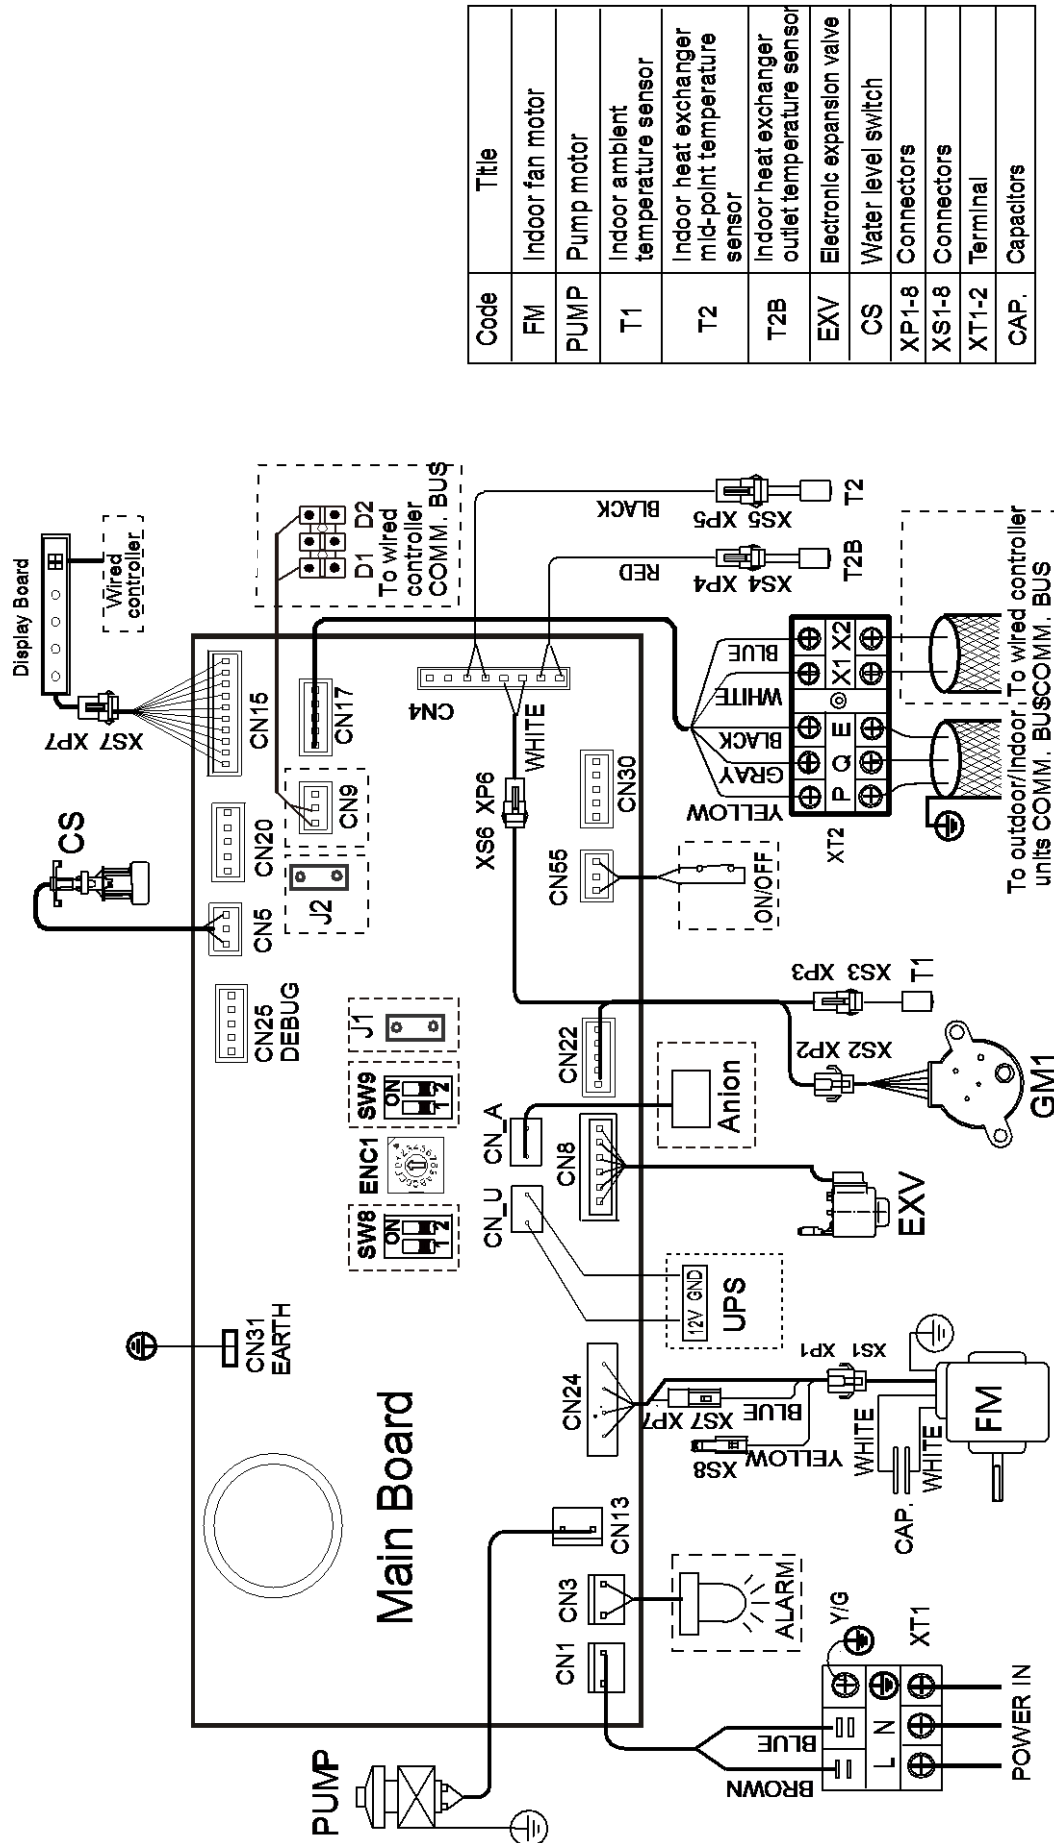 Display Board
Wired
controller
XS7 XP7
CS
CN15
CN20
CN5
CN25
DEBUG
CN31
EARTH
PUMP
CN17
CN9
J2
D1 D2
To wired
controller
COMM. BUS
J1
SW9
ON
1 2
ENC1
SW8
ON
1 2
Main Board
CN4
WHITE
XS6 XP6
BLACK
RED
CN_A
CN_U
CN30
CN55
CN22
CN8
CN24
CN13
CN3
CN1
ON/OFF
Anion
12V GND
UPS
ALARM
XS5 XP5
T2
XS4 XP4
T2B
YELLOW
GRAY
BLACK
WHITE
BLUE
XT2
P Q E X1 X2
To outdoor/indoor
units COMM. BUS
To wired controller
COMM. BUS
XS3 XP3
T1
XS2 XP2
GM1
EXV
XS7 XP7
XS8
BLUE
YELLOW
XS1 XP1
WHITE
WHITE
CAP.
FM
BROWN
BLUE
Y/G
L N
XT1
POWER IN
Code Title
FM Indoor fan motor
PUMP Pump motor
T1 Indoor ambient
temperature sensor
T2 Indoor heat exchanger
mid-point temperature
sensor
T2B Indoor heat exchanger
outlet temperature sensor
EXV Electronic expansion valve
CS Water level switch
XP1-8 Connectors
XS1-8 Connectors
XT1-2 Terminal
CAP. Capacitors